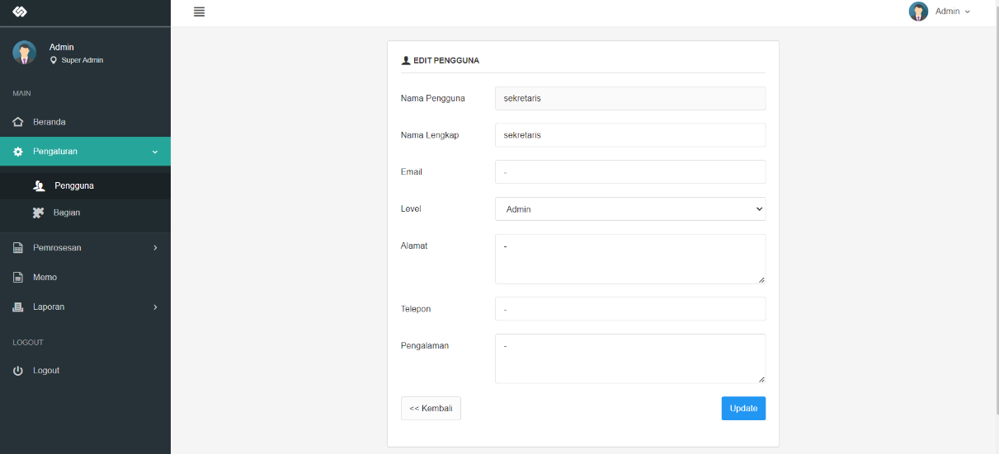 Admin
Admin
Super Admin
MAIN
Beranda
Pengaturan
Pengguna
Bagian
Pemrosesan
Memo
Laporan
LOGOUT
Logout
EDIT PENGGUNA
Nama Pengguna sekretaris
Nama Lengkap sekretaris
Email -
Level Admin
Alamat -
Telepon -
Pengalaman -
<< Kembali Update